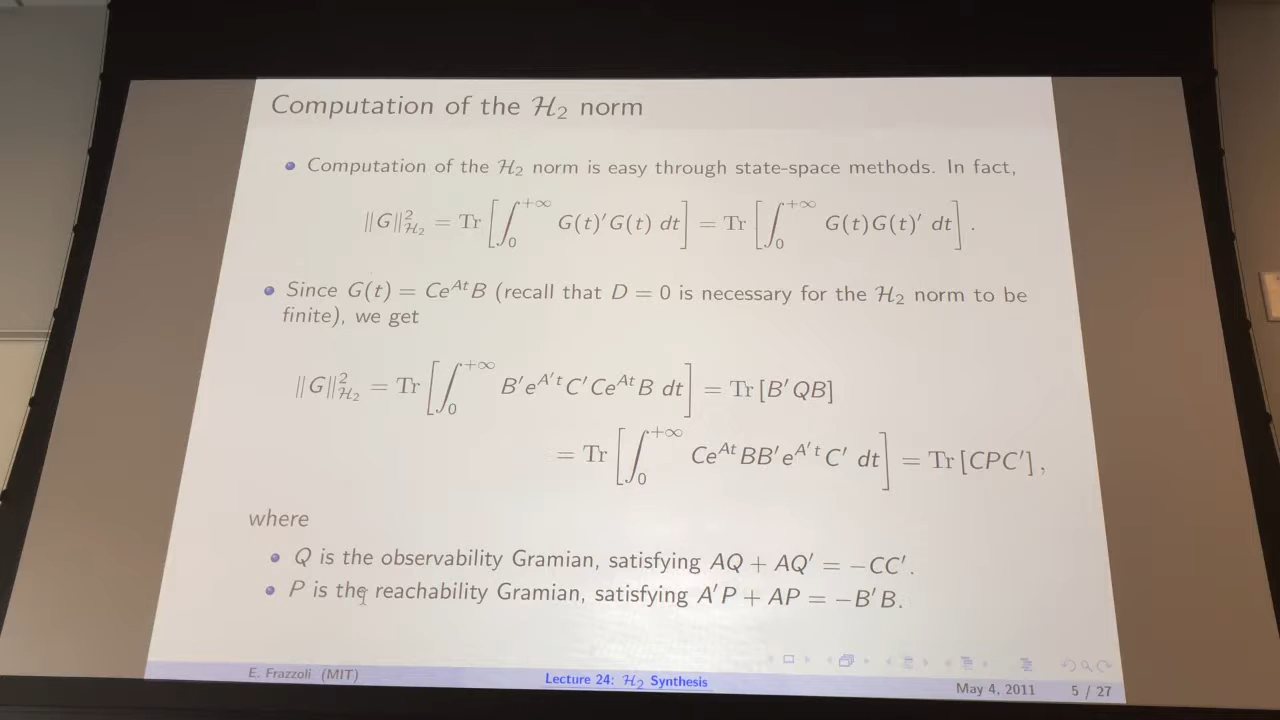 Computation of the ℋ₂ norm
Computation of the ℋ₂ norm is easy through state-space methods. In fact,
‖G‖²_ℋ₂ = Tr [∫₀^{+∞} G(t)′G(t) dt] = Tr [∫₀^{+∞} G(t)G(t)′ dt] .
Since G(t) = Ce^{At}B (recall that D = 0 is necessary for the ℋ₂ norm to be
finite), we get
‖G‖²_ℋ₂ = Tr [∫₀^{+∞} B′e^{A′t}C′Ce^{At}B dt] = Tr [B′QB]
= Tr [∫₀^{+∞} Ce^{At}BB′e^{A′t}C′ dt] = Tr [CPC′] ,
where
Q is the observability Gramian, satisfying AQ + AQ′ = −CC′.
P is the reachability Gramian, satisfying A′P + AP = −B′B.
E. Frazzoli (MIT)
Lecture 24: ℋ₂ Synthesis
May 4, 2011
5 / 27